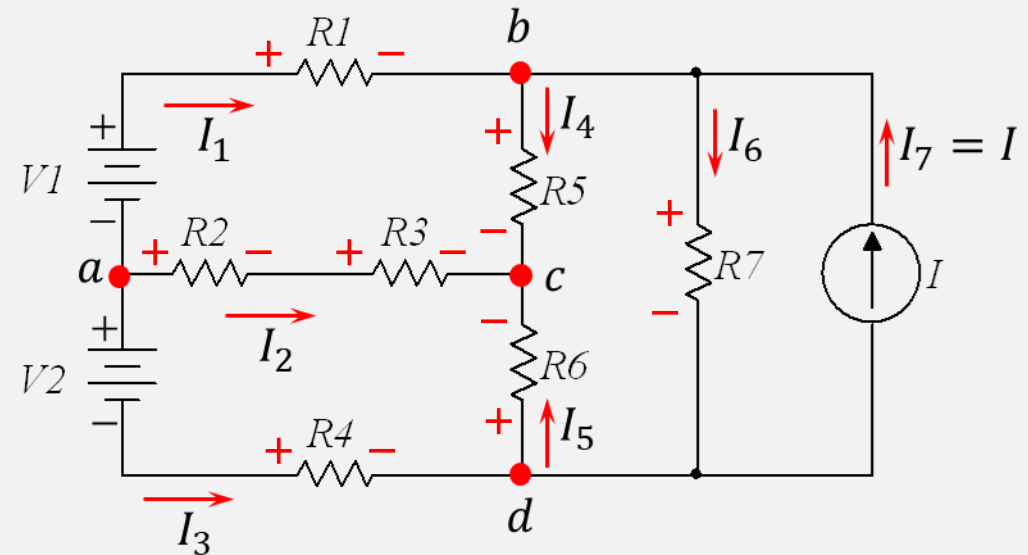 b
+ R1 −
I₁
+
V1
−
+
I₄
R5
−
I₆
I₇ = I
a
+ R2 −
+ R3 −
c
I₂
+
R7
−
I
+
V2
−
−
R6
+
I₅
+ R4 −
I₃
d